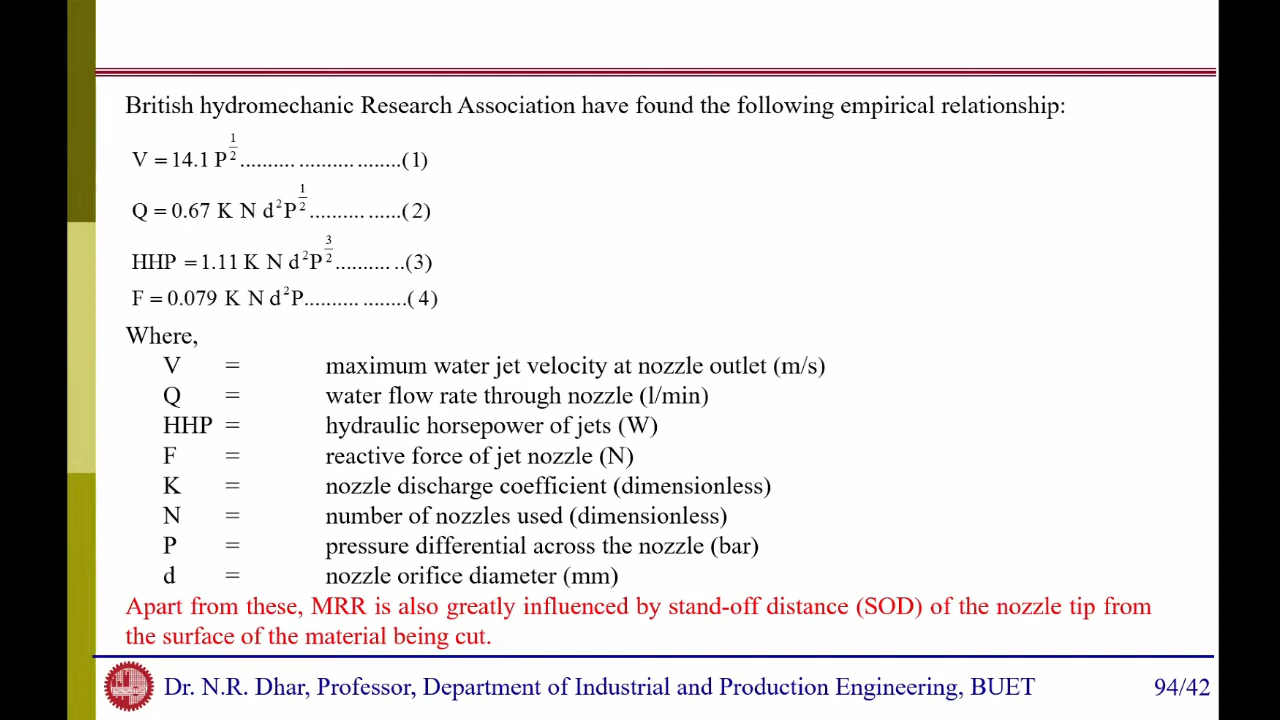 British hydromechanic Research Association have found the following empirical relationship:
V = 14.1 P^{1/2}.......... .......... ........(1)
Q = 0.67 K N d²P^{1/2}.......... ......(2)
HHP = 1.11 K N d²P^{3/2}.......... ..(3)
F = 0.079 K N d²P.......... ........(4)
Where,
V = maximum water jet velocity at nozzle outlet (m/s)
Q = water flow rate through nozzle (l/min)
HHP = hydraulic horsepower of jets (W)
F = reactive force of jet nozzle (N)
K = nozzle discharge coefficient (dimensionless)
N = number of nozzles used (dimensionless)
P = pressure differential across the nozzle (bar)
d = nozzle orifice diameter (mm)
Apart from these, MRR is also greatly influenced by stand-off distance (SOD) of the nozzle tip from
the surface of the material being cut.
Dr. N.R. Dhar, Professor, Department of Industrial and Production Engineering, BUET 94/42